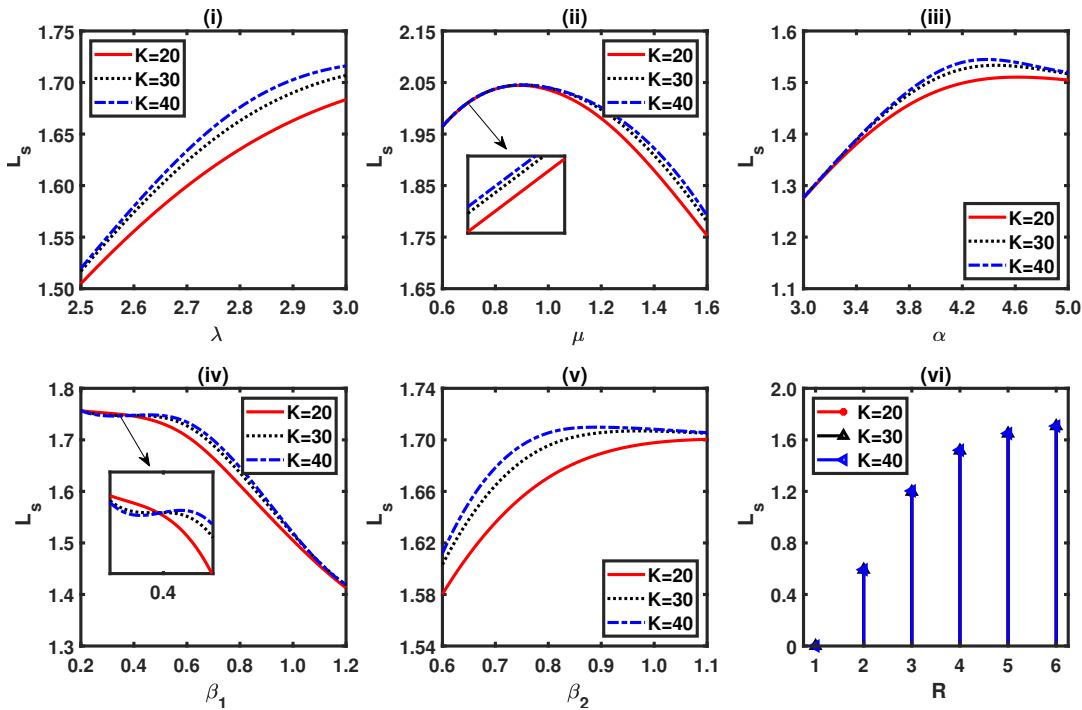 (i)
1.75
1.70
1.65
1.60
1.55
1.50
L_s
2.5 2.6 2.7 2.8 2.9 3.0
λ
K=20
K=30
K=40
(ii)
2.15
2.05
1.95
1.85
1.75
1.65
L_s
0.6 0.8 1.0 1.2 1.4 1.6
μ
K=20
K=30
K=40
(iii)
1.6
1.5
1.4
1.3
1.2
1.1
L_s
3.0 3.4 3.8 4.2 4.6 5.0
α
K=20
K=30
K=40
(iv)
1.8
1.7
1.6
1.5
1.4
1.3
L_s
0.2 0.4 0.6 0.8 1.0 1.2
β_1
K=20
K=30
K=40
0.4
(v)
1.74
1.70
1.66
1.62
1.58
1.54
L_s
0.6 0.7 0.8 0.9 1.0 1.1
β_2
K=20
K=30
K=40
(vi)
2.0
1.6
1.2
0.8
0.4
0
L_s
1 2 3 4 5 6
R
K=20
K=30
K=40